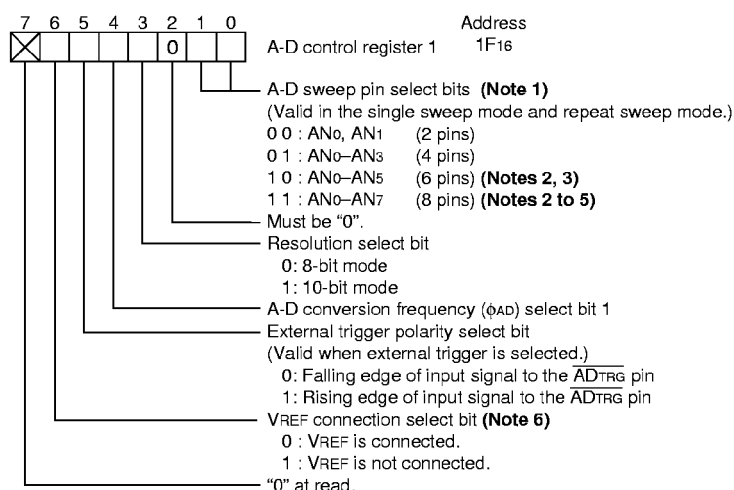 7 6 5 4 3 2 1 0 Address
0 A-D control register 1 1F16
A-D sweep pin select bits (Note 1)
(Valid in the single sweep mode and repeat sweep mode.)
0 0 : AN0, AN1 (2 pins)
0 1 : AN0–AN3 (4 pins)
1 0 : AN0–AN5 (6 pins) (Notes 2, 3)
1 1 : AN0–AN7 (8 pins) (Notes 2 to 5)
Must be “0”.
Resolution select bit
0: 8-bit mode
1: 10-bit mode
A-D conversion frequency (ϕAD) select bit 1
External trigger polarity select bit
(Valid when external trigger is selected.)
0: Falling edge of input signal to the ADTRG pin
1: Rising edge of input signal to the ADTRG pin
VREF connection select bit (Note 6)
0 : VREF is connected.
1 : VREF is not connected.
“0” at read.